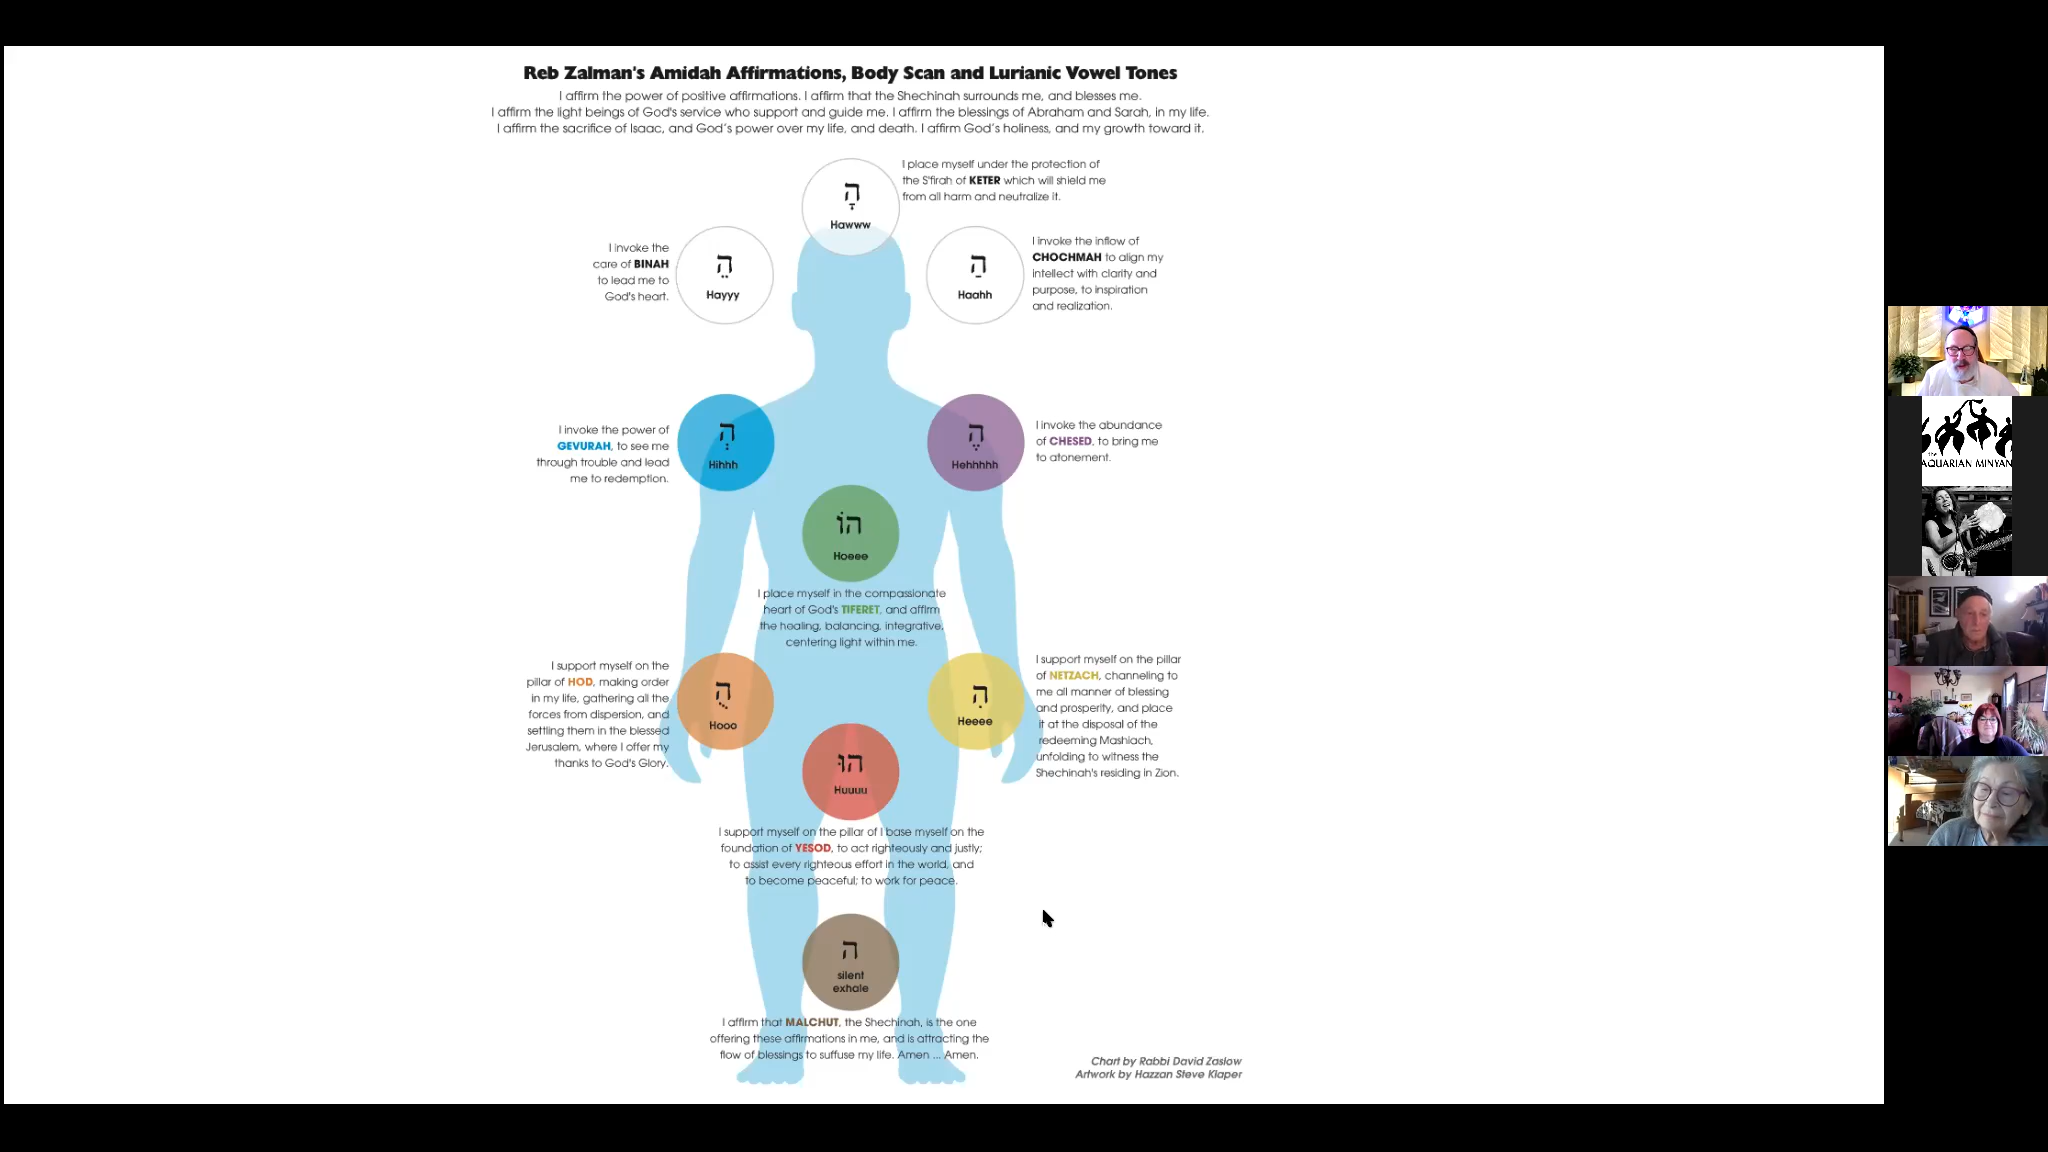 Reb Zalman's Amidah Affirmations, Body Scan and Lurianic Vowel Tones
I affirm the power of positive affirmations. I affirm that the Shechinah surrounds me, and blesses me.
I affirm the light beings of God's service who support and guide me. I affirm the blessings of Abraham and Sarah, in my life.
I affirm the sacrifice of Isaac, and God's power over my life, and death. I affirm God's holiness, and my growth toward it.
הָ
Hawww
I place myself under the protection of
the S'firah of KETER which will shield me
from all harm and neutralize it.
I invoke the
care of BINAH
to lead me to
God's heart.
הֵ
Hayyy
הַ
Haahh
I invoke the inflow of
CHOCHMAH to align my
intellect with clarity and
purpose, to inspiration
and realization.
I invoke the power of
GEVURAH, to see me
through trouble and lead
me to redemption.
הְ
Hihhh
הֶ
Hehhhhh
I invoke the abundance
of CHESED, to bring me
to atonement.
הוֹ
Hoeee
I place myself in the compassionate
heart of God's TIFERET, and affirm
the healing, balancing, integrative,
centering light within me.
I support myself on the
pillar of HOD, making order
in my life, gathering all the
forces from dispersion, and
settling them in the blessed
Jerusalem, where I offer my
thanks to God's Glory.
הֻ
Hooo
הִ
Heeee
I support myself on the pillar
of NETZACH, channeling to
me all manner of blessing
and prosperity, and place
it at the disposal of the
redeeming Mashiach,
unfolding to witness the
Shechinah's residing in Zion.
הוּ
Huuuu
I support myself on the pillar of I base myself on the
foundation of YESOD, to act righteously and justly;
to assist every righteous effort in the world, and
to become peaceful; to work for peace.
ה
silent
exhale
I affirm that MALCHUT, the Shechinah, is the one
offering these affirmations in me, and is attracting the
flow of blessings to suffuse my life. Amen ... Amen.
Chart by Rabbi David Zaslow
Artwork by Hazzan Steve Klaper
the
AQUARIAN MINYAN